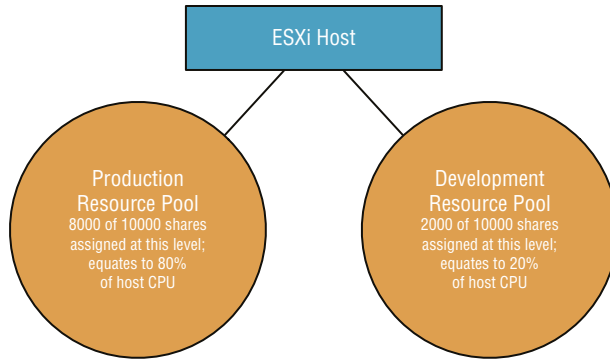 ESXi Host
Production
Resource Pool
8000 of 10000 shares
assigned at this level;
equates to 80%
of host CPU
Development
Resource Pool
2000 of 10000 shares
assigned at this level;
equates to 20%
of host CPU